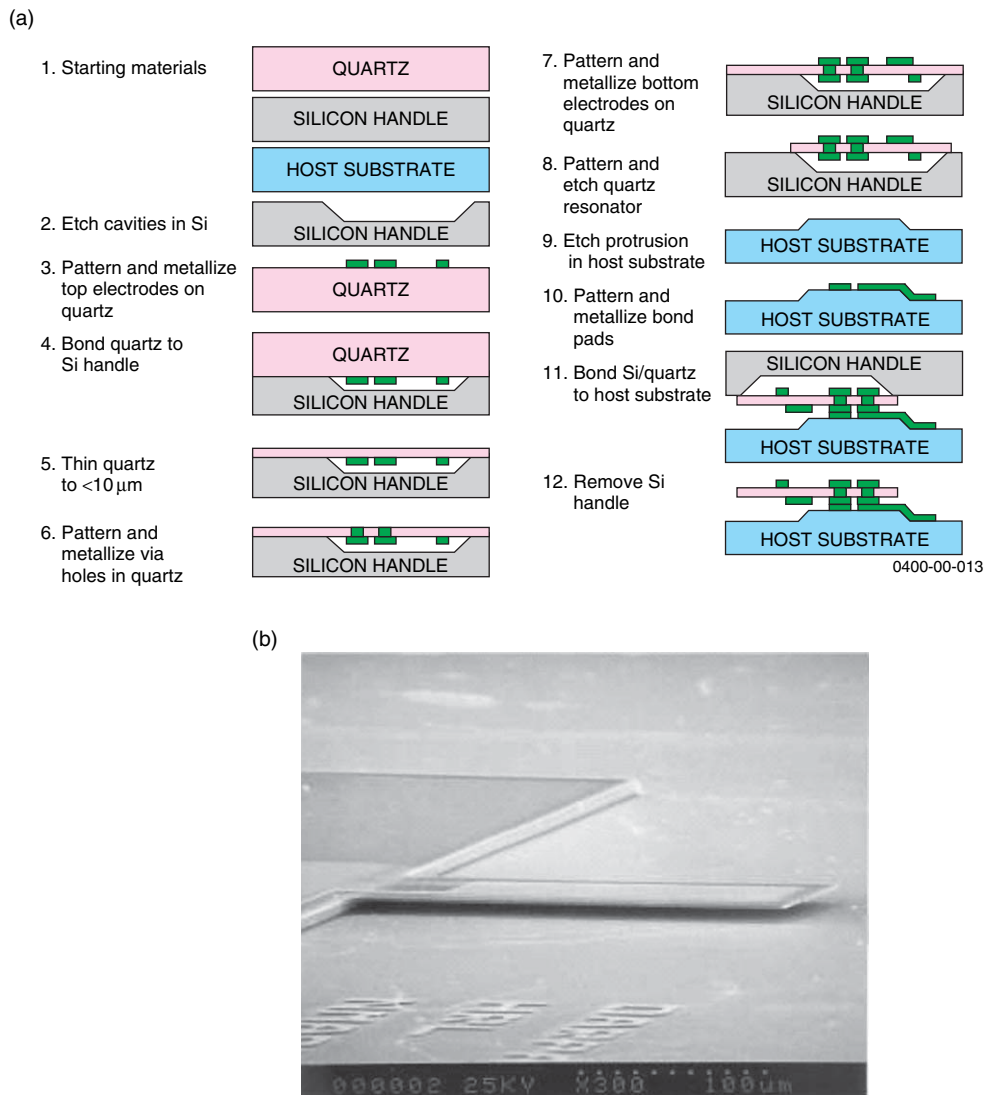 (a)
1. Starting materials
QUARTZ
SILICON HANDLE
HOST SUBSTRATE
2. Etch cavities in Si
SILICON HANDLE
3. Pattern and metallize
top electrodes on
quartz
QUARTZ
4. Bond quartz to
Si handle
QUARTZ
SILICON HANDLE
5. Thin quartz
to <10 μm
SILICON HANDLE
6. Pattern and
metallize via
holes in quartz
SILICON HANDLE
7. Pattern and
metallize bottom
electrodes on
quartz
SILICON HANDLE
8. Pattern and
etch quartz
resonator
SILICON HANDLE
9. Etch protrusion
in host substrate
HOST SUBSTRATE
10. Pattern and
metallize bond
pads
HOST SUBSTRATE
11. Bond Si/quartz
to host substrate
SILICON HANDLE
HOST SUBSTRATE
12. Remove Si
handle
HOST SUBSTRATE
0400-00-013
(b)
HRL
000002 25KV X300 100um